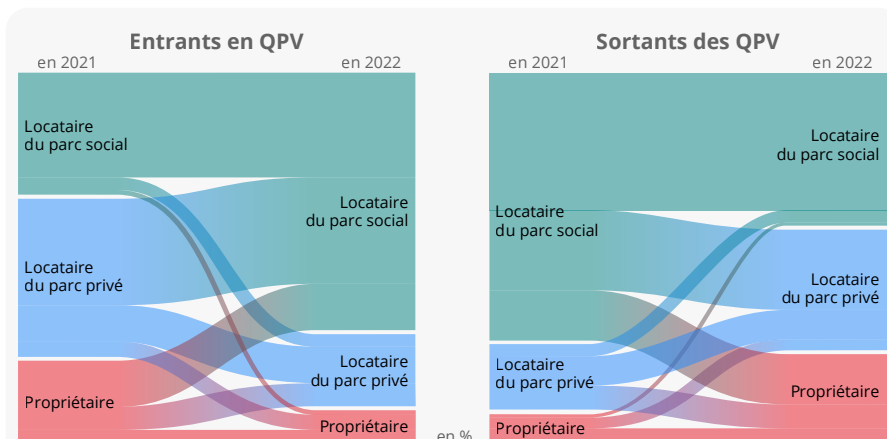 Entrants en QPV
en 2021
en 2022
Locataire
du parc social
Locataire
du parc privé
Propriétaire
Locataire
du parc social
Locataire
du parc privé
Propriétaire
en %
Sortants des QPV
en 2021
en 2022
Locataire
du parc social
Locataire
du parc privé
Propriétaire
Locataire
du parc social
Locataire
du parc privé
Propriétaire